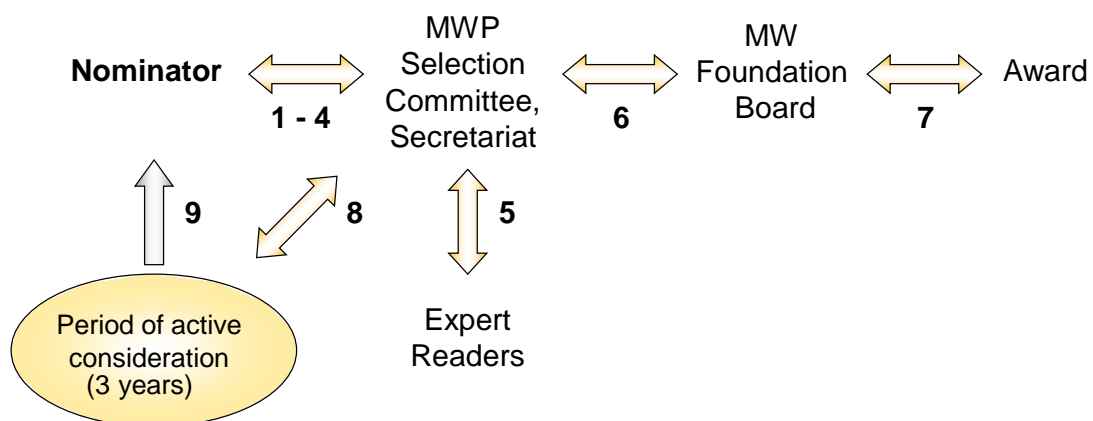 Nominator
1 - 4
MWP
Selection
Committee,
Secretariat
6
MW
Foundation
Board
7
Award
9
8
5
Period of active
consideration
(3 years)
Expert
Readers